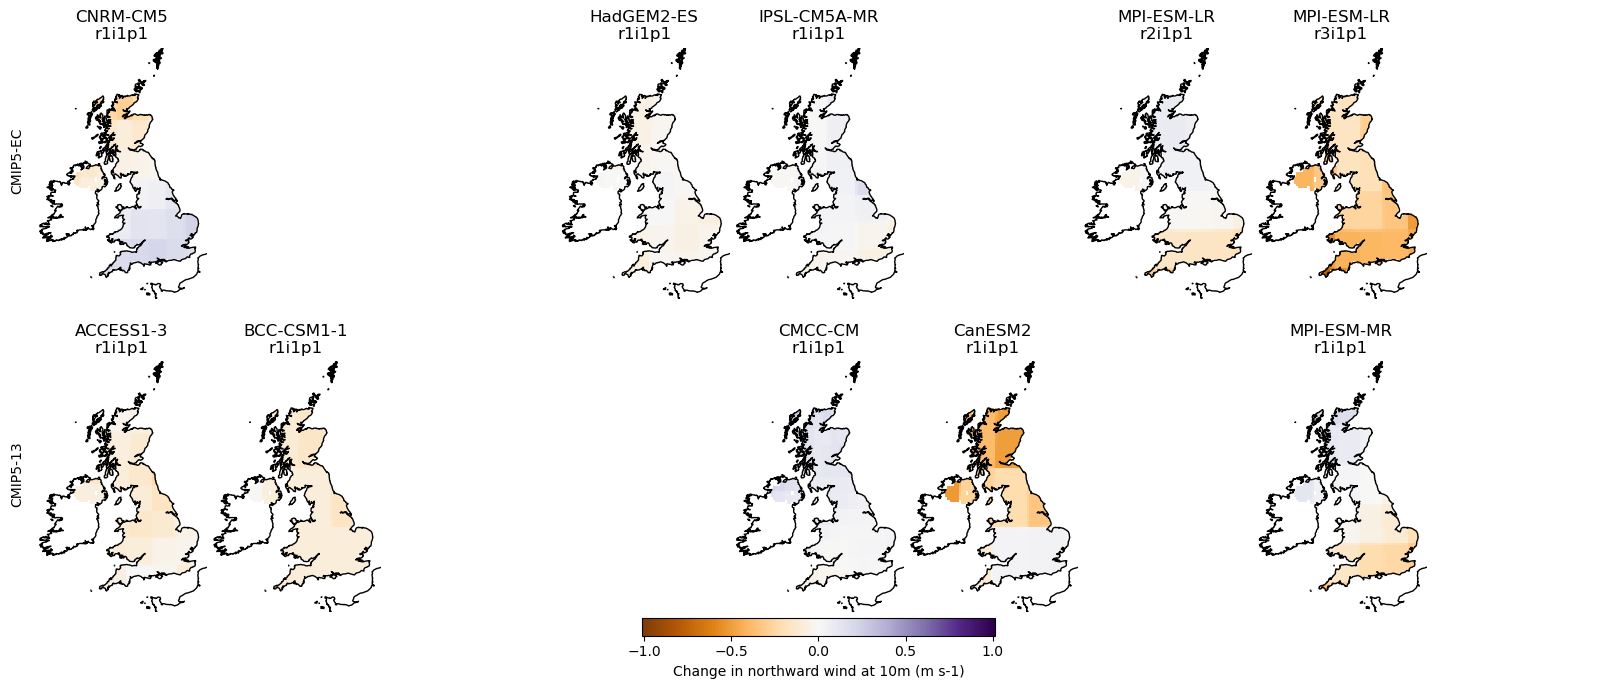 CNRM-CM5
r1i1p1
HadGEM2-ES
r1i1p1
IPSL-CM5A-MR
r1i1p1
MPI-ESM-LR
r2i1p1
MPI-ESM-LR
r3i1p1
CMIP5-EC
ACCESS1-3
r1i1p1
BCC-CSM1-1
r1i1p1
CMCC-CM
r1i1p1
CanESM2
r1i1p1
MPI-ESM-MR
r1i1p1
CMIP5-13
−1.0 −0.5 0.0 0.5 1.0
Change in northward wind at 10m (m s-1)